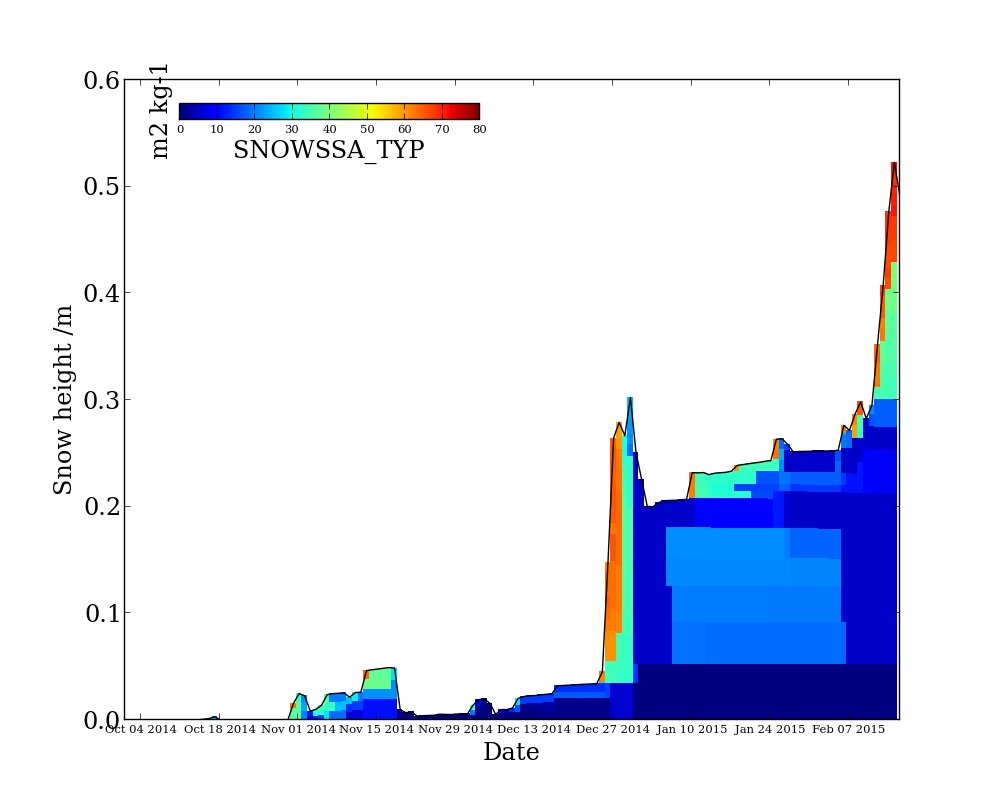 0.6
m2 kg-1
0 10 20 30 40 50 60 70 80
SNOWSSA_TYP
0.5
0.4
Snow height /m
0.3
0.2
0.1
0.0
Oct 04 2014 Oct 18 2014 Nov 01 2014 Nov 15 2014 Nov 29 2014 Dec 13 2014 Dec 27 2014 Jan 10 2015 Jan 24 2015 Feb 07 2015
Date